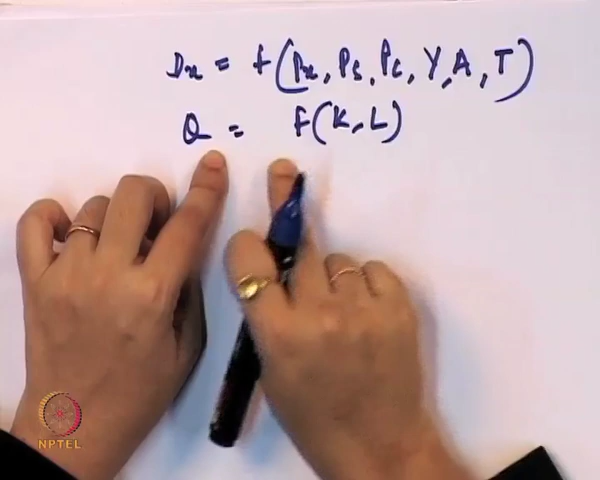 Dx = f(Px, Ps, Pc, Y, A, T)
Q = f(K, L)
NPTEL